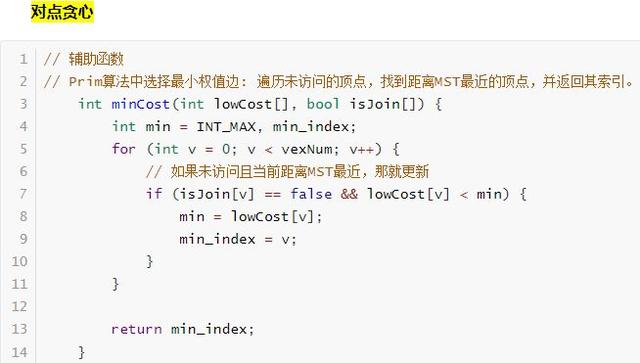 对点贪心
1 // 辅助函数
2 // Prim算法中选择最小权值边: 遍历未访问的顶点, 找到距离MST最近的顶点, 并返回其索引。
3 int minCost(int lowCost[], bool isJoin[]) {
4 int min = INT_MAX, min_index;
5 for (int v = 0; v < vexNum; v++) {
6 // 如果未访问且当前距离MST最近, 那就更新
7 if (isJoin[v] == false && lowCost[v] < min) {
8 min = lowCost[v];
9 min_index = v;
10 }
11 }
12
13 return min_index;
14 }